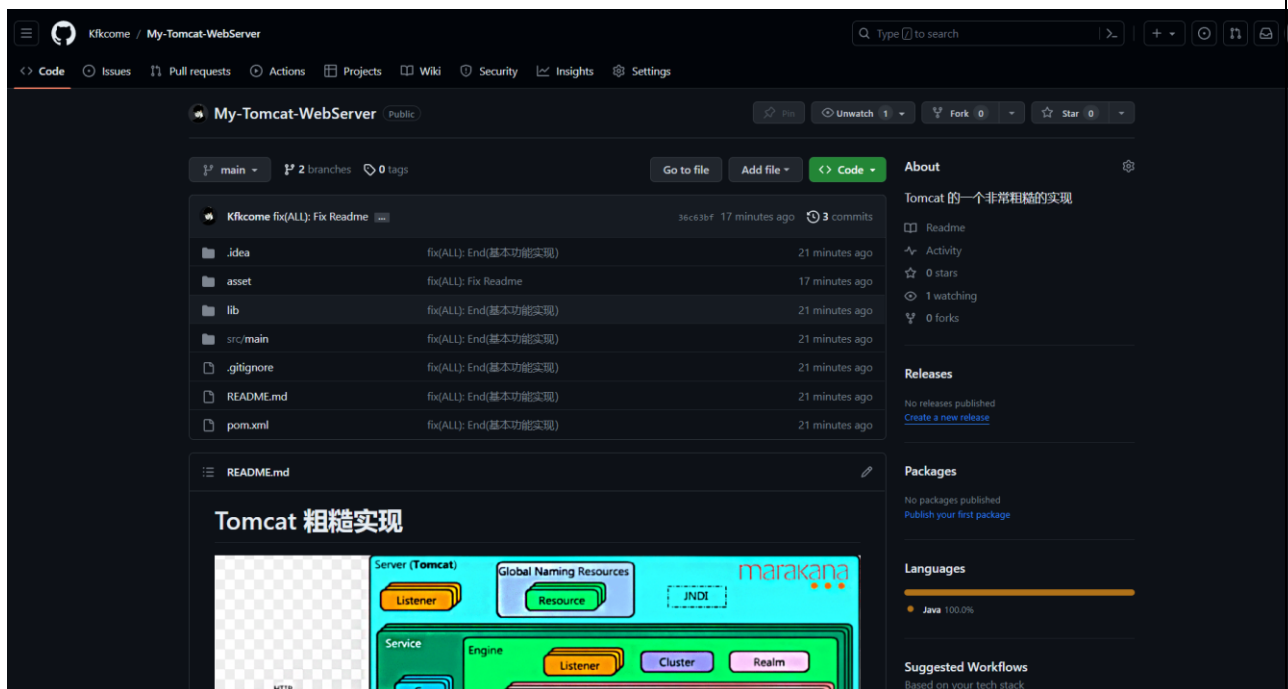 Kfkcome / My-Tomcat-WebServer
Type / to search
Code Issues Pull requests Actions Projects Wiki Security Insights Settings
My-Tomcat-WebServer Public
Pin Unwatch 1 Fork 0 Star 0
main 2 branches 0 tags
Go to file Add file Code
Kfkcome fix(ALL): Fix Readme ... 36c63bf 17 minutes ago 3 commits
.idea fix(ALL): End(基本功能实现) 21 minutes ago
asset fix(ALL): Fix Readme 17 minutes ago
lib fix(ALL): End(基本功能实现) 21 minutes ago
src/main fix(ALL): End(基本功能实现) 21 minutes ago
.gitignore fix(ALL): End(基本功能实现) 21 minutes ago
README.md fix(ALL): End(基本功能实现) 21 minutes ago
pom.xml fix(ALL): End(基本功能实现) 21 minutes ago
README.md
Tomcat 粗糙实现
Server (Tomcat)
Listener
Global Naming Resources
Resource
JNDI
marakana
Service
Engine
Listener
Cluster
Realm
HTTP
About
Tomcat 的一个非常粗糙的实现
Readme
Activity
0 stars
1 watching
0 forks
Releases
No releases published
Create a new release
Packages
No packages published
Publish your first package
Languages
Java 100.0%
Suggested Workflows
Based on your tech stack